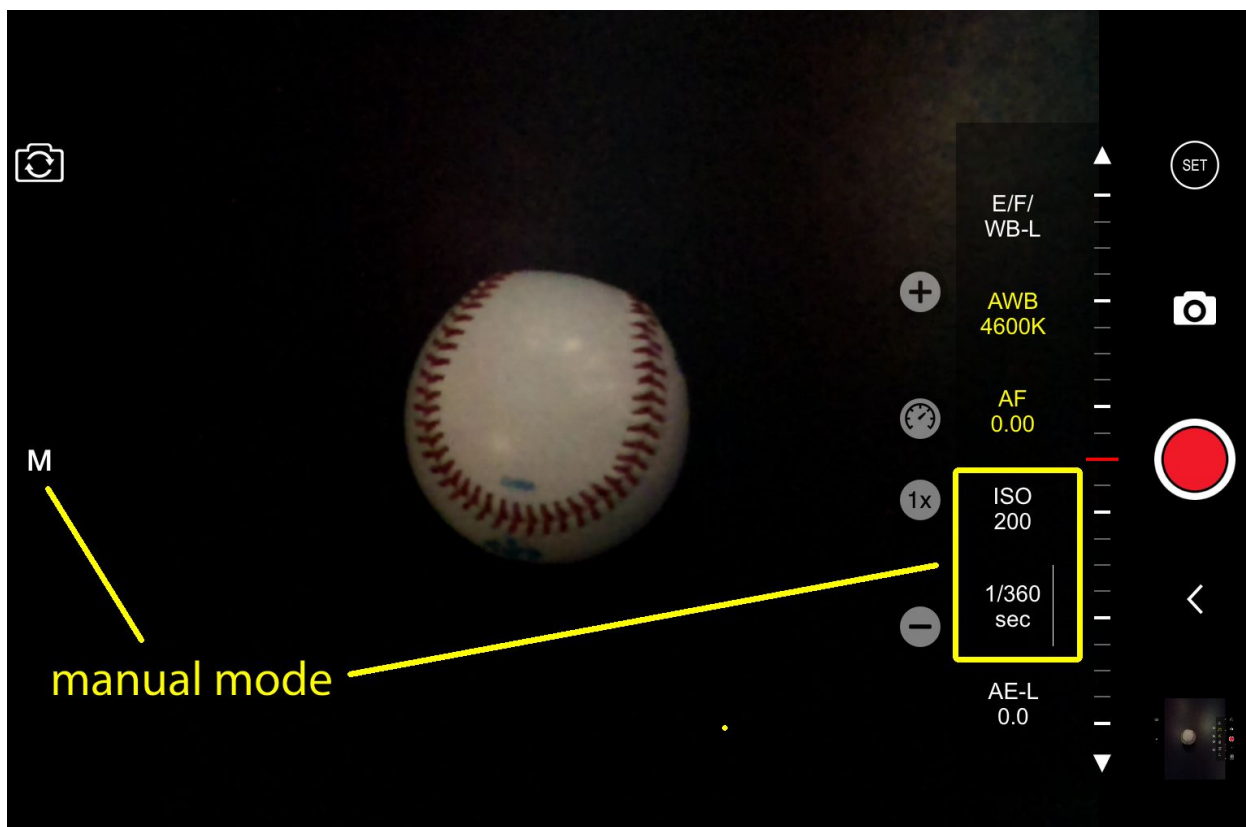 SET
E/F/
WB-L
AWB
4600K
AF
0.00
M
1x
ISO
200
1/360
sec
manual mode
AE-L
0.0